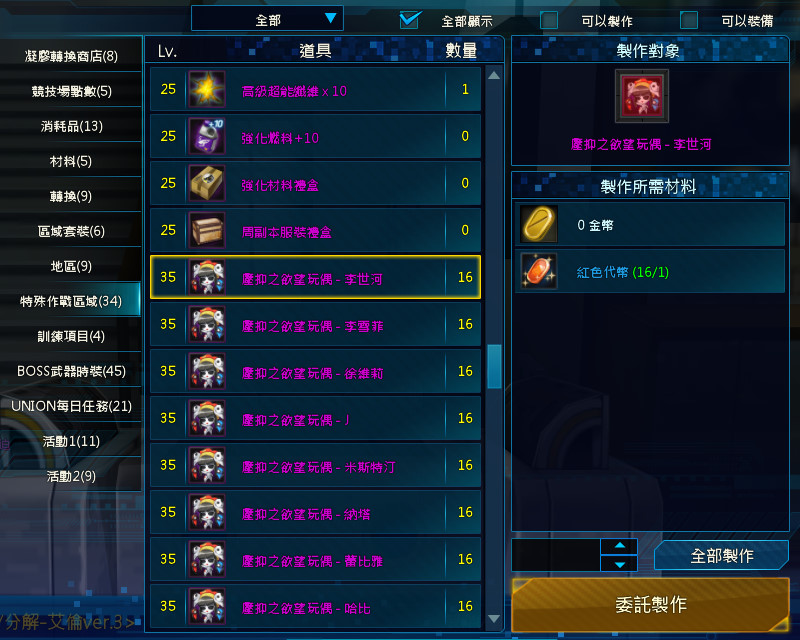 全部
全部顯示
可以製作
可以裝備
凝膠轉換商店(8)
競技場點數(5)
消耗品(13)
材料(5)
轉換(9)
區域套裝(6)
地區(9)
特殊作戰區域(34)
訓練項目(4)
BOSS武器時裝(45)
UNION每日任務(21)
活動1(11)
活動2(9)
/分解-艾倫ver.3>
Lv. 道具 數量
25 高級超能纖維 x 10 1
25 +10 強化燃料+10 0
25 強化材料禮盒 0
25 周副本服裝禮盒 0
35 壓抑之欲望玩偶 - 李世河 16
35 壓抑之欲望玩偶 - 李雪菲 16
35 壓抑之欲望玩偶 - 徐維莉 16
35 壓抑之欲望玩偶 - J 16
35 壓抑之欲望玩偶 - 米斯特汀 16
35 壓抑之欲望玩偶 - 納塔 16
35 壓抑之欲望玩偶 - 蕾比雅 16
35 壓抑之欲望玩偶 - 哈比 16
製作對象
壓抑之欲望玩偶 - 李世河
製作所需材料
0 金幣
紅色代幣 (16/1)
全部製作
委託製作